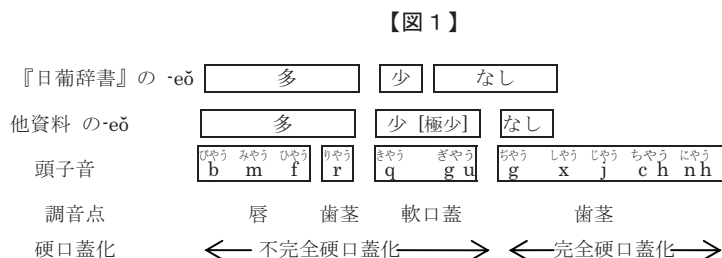 【図１】
『日葡辞書』の -eǒ 多 少 なし
他資料 の-eǒ 多 少 [極少] なし
びやう みやう ひやう りやう きやう ぎやう ぢやう しやう じやう ちやう にやう
頭子音 b m f r q gu g x j ch nh
調音点 唇 歯茎 軟口蓋 歯茎
硬口蓋化 不完全硬口蓋化 完全硬口蓋化